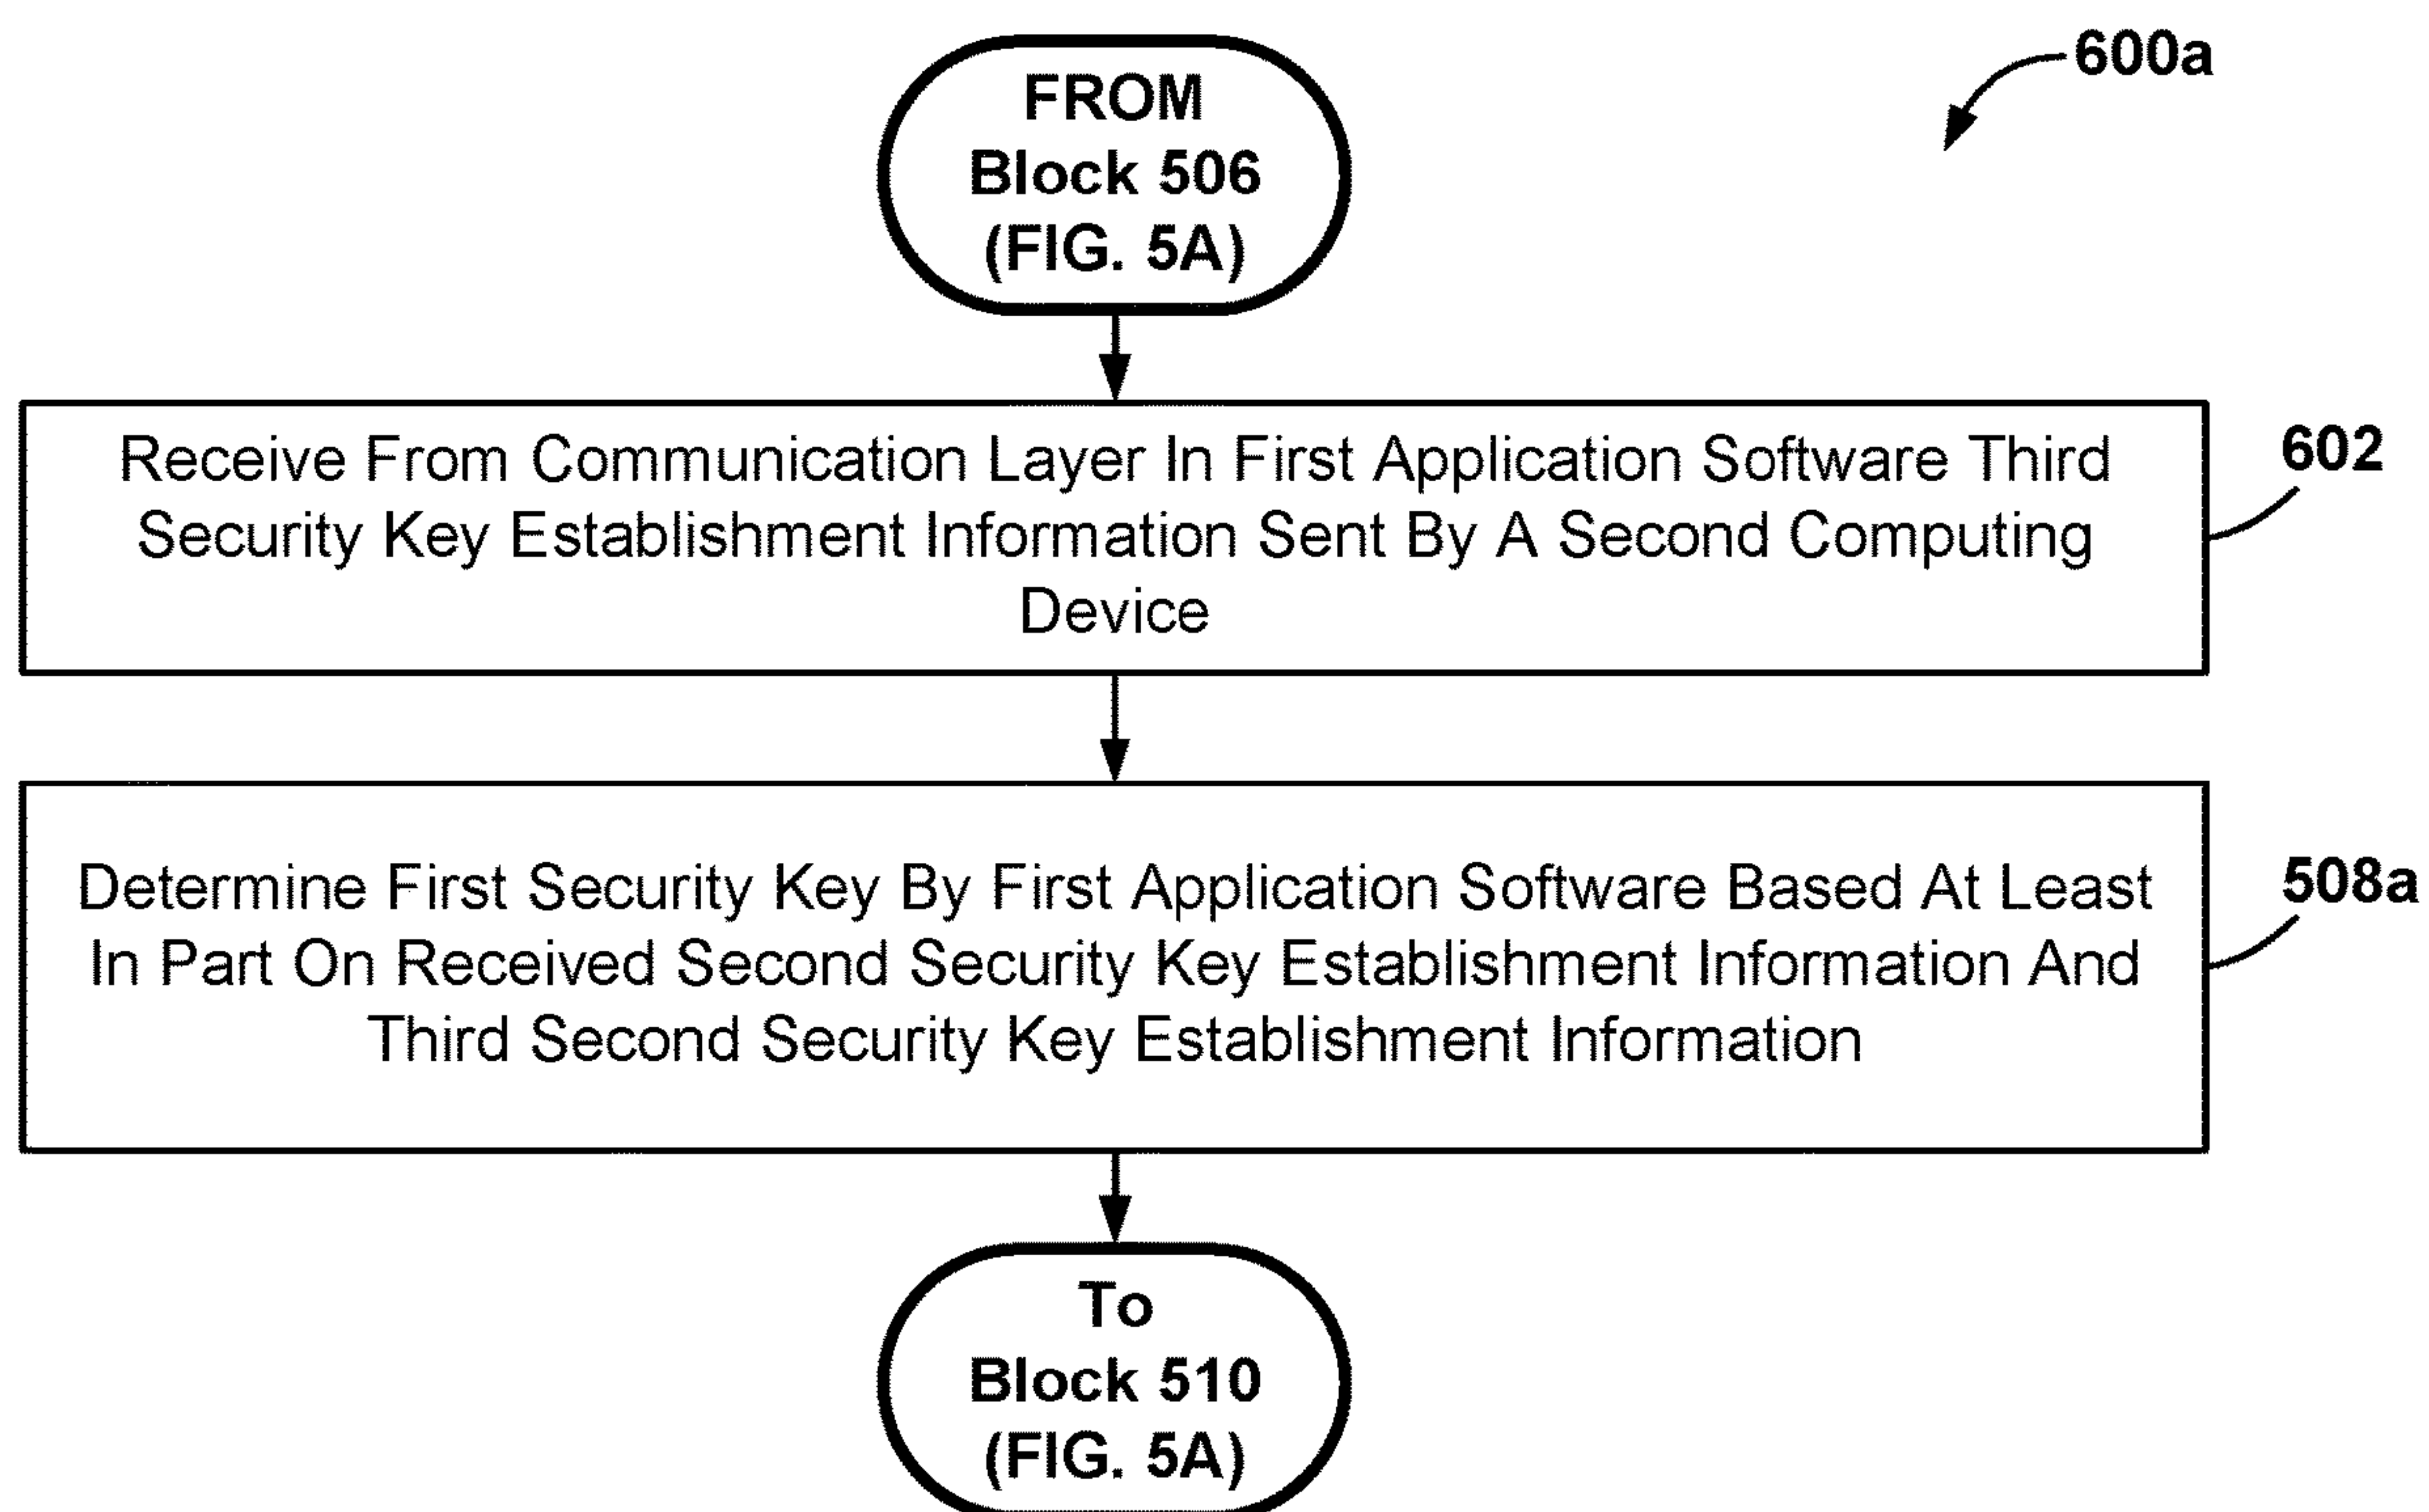 600a
FROM
Block 506
(FIG. 5A)
Receive From Communication Layer In First Application Software Third
Security Key Establishment Information Sent By A Second Computing
Device
602
Determine First Security Key By First Application Software Based At Least
In Part On Received Second Security Key Establishment Information And
Third Second Security Key Establishment Information
508a
To
Block 510
(FIG. 5A)